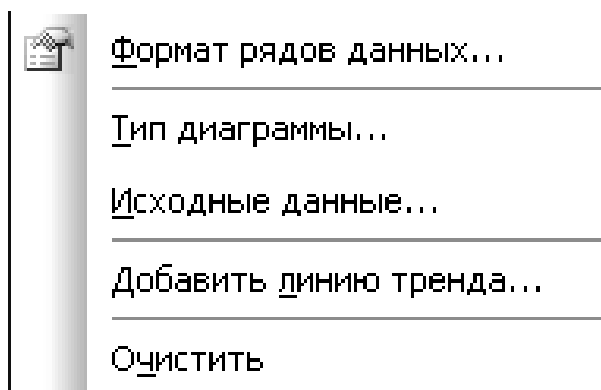 Формат рядов данных...
Тип диаграммы...
Исходные данные...
Добавить линию тренда...
Очистить